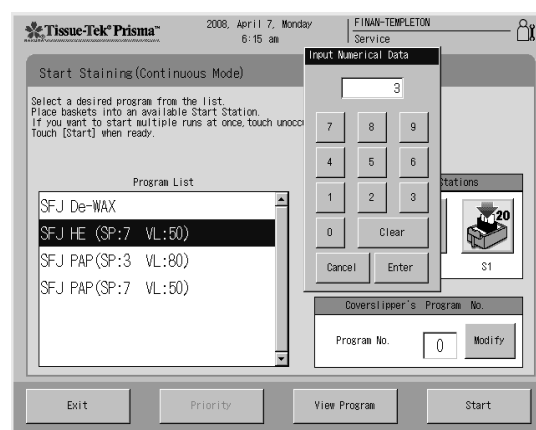 Tissue-Tek® Prisma™
2008, April 7, Monday
6:15 am
FINAN-TEMPLETON
Service
Input Numerical Data
3
7 8 9
4 5 6
1 2 3
0 Clear
Cancel Enter
Start Staining(Continuous Mode)
Select a desired program from the list.
Place baskets into an available Start Station.
If you want to start multiple runs at once, touch
Touch [Start] when ready.
Program List
SFJ De-WAX
SFJ HE (SP:7 VL:50)
SFJ PAP(SP:3 VL:80)
SFJ PAP(SP:7 VL:50)
Stations
20
S1
Coverslipper's Program No.
Program No. 0 Modify
Exit Priority View Program Start